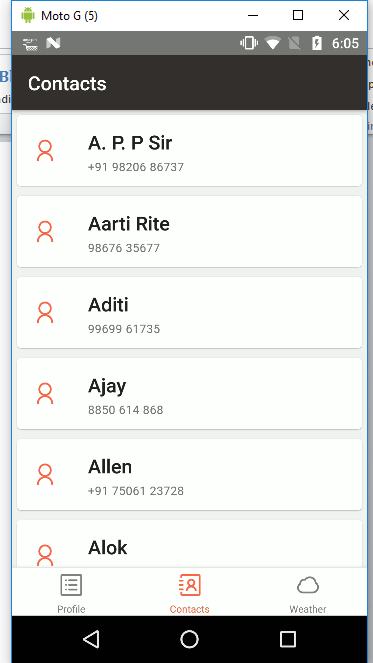 Moto G (5)
6:05
Contacts
A. P. P Sir
+91 98206 86737
Aarti Rite
98676 35677
Aditi
99699 61735
Ajay
8850 614 868
Allen
+91 75061 23728
Alok
Profile
Contacts
Weather